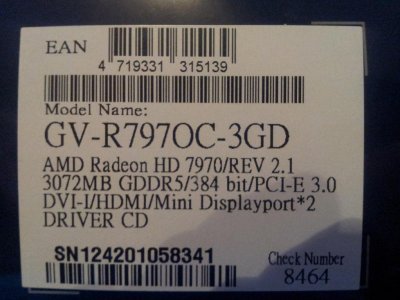 EAN
4 719331 315139
Model Name:
GV-R797OC-3GD
AMD Radeon HD 7970/REV 2.1
3072MB GDDR5/384 bit/PCI-E 3.0
DVI-I/HDMI/Mini Displayport*2
DRIVER CD
SN124201058341
Check Number
8464